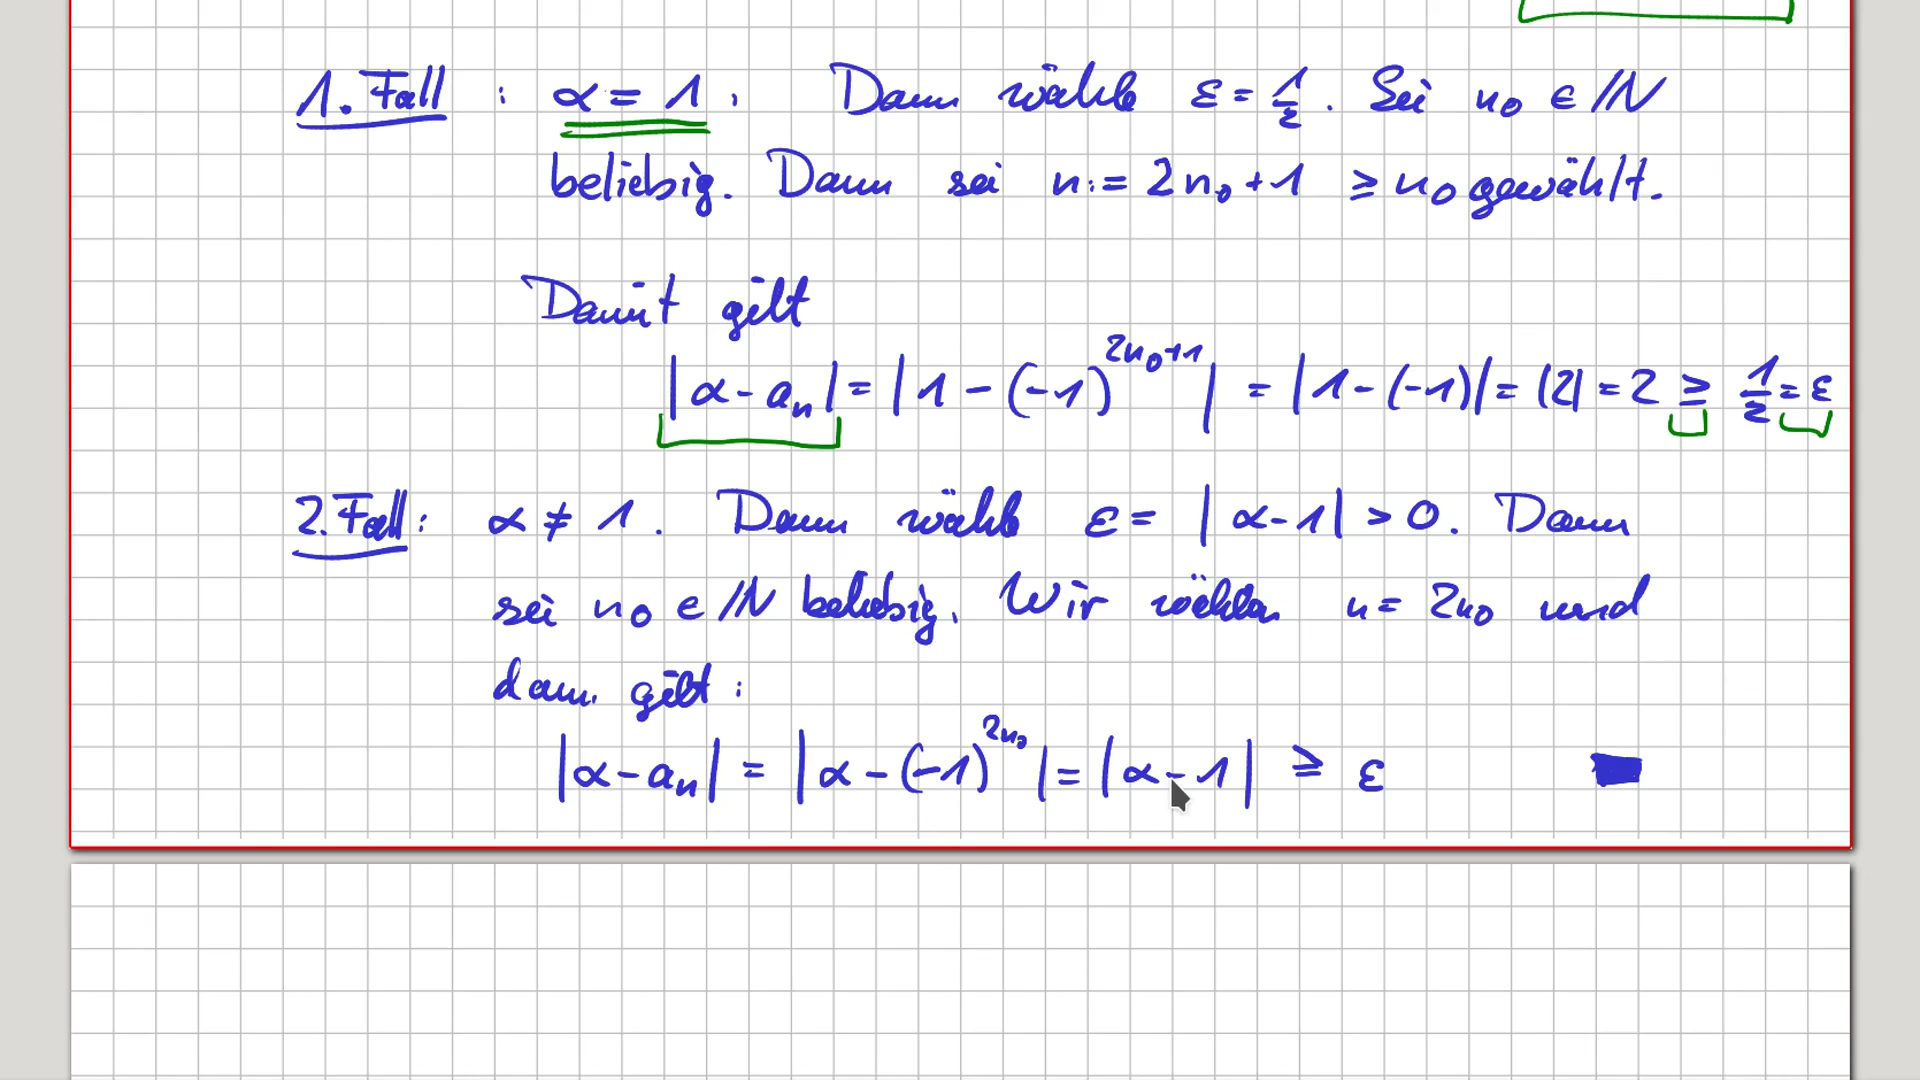 1. Fall : α = 1. Dann wähle ε = 1/2. Sei n₀ ∈ ℕ
beliebig. Dann sei n := 2n₀+1 ≥ n₀ gewählt.
Damit gilt
|α - aₙ| = |1 - (-1)^{2n₀+1}| = |1 - (-1)| = |2| = 2 ≥ 1/2 = ε
2. Fall : α ≠ 1. Dann wähle ε = |α-1| > 0. Dann
sei n₀ ∈ ℕ beliebig. Wir wählen n = 2n₀ und
dann gilt :
|α - aₙ| = |α - (-1)^{2n₀}| = |α - 1| ≥ ε